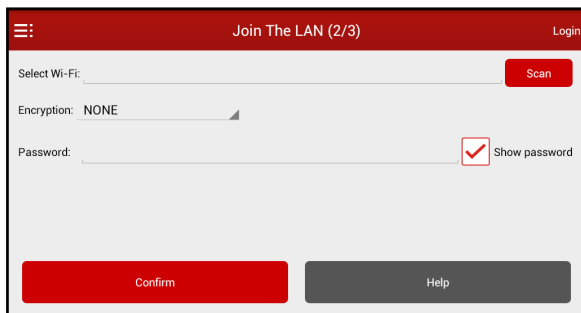 Join The LAN (2/3) Login
Select Wi-Fi: Scan
Encryption: NONE
Password: Show password
Confirm Help